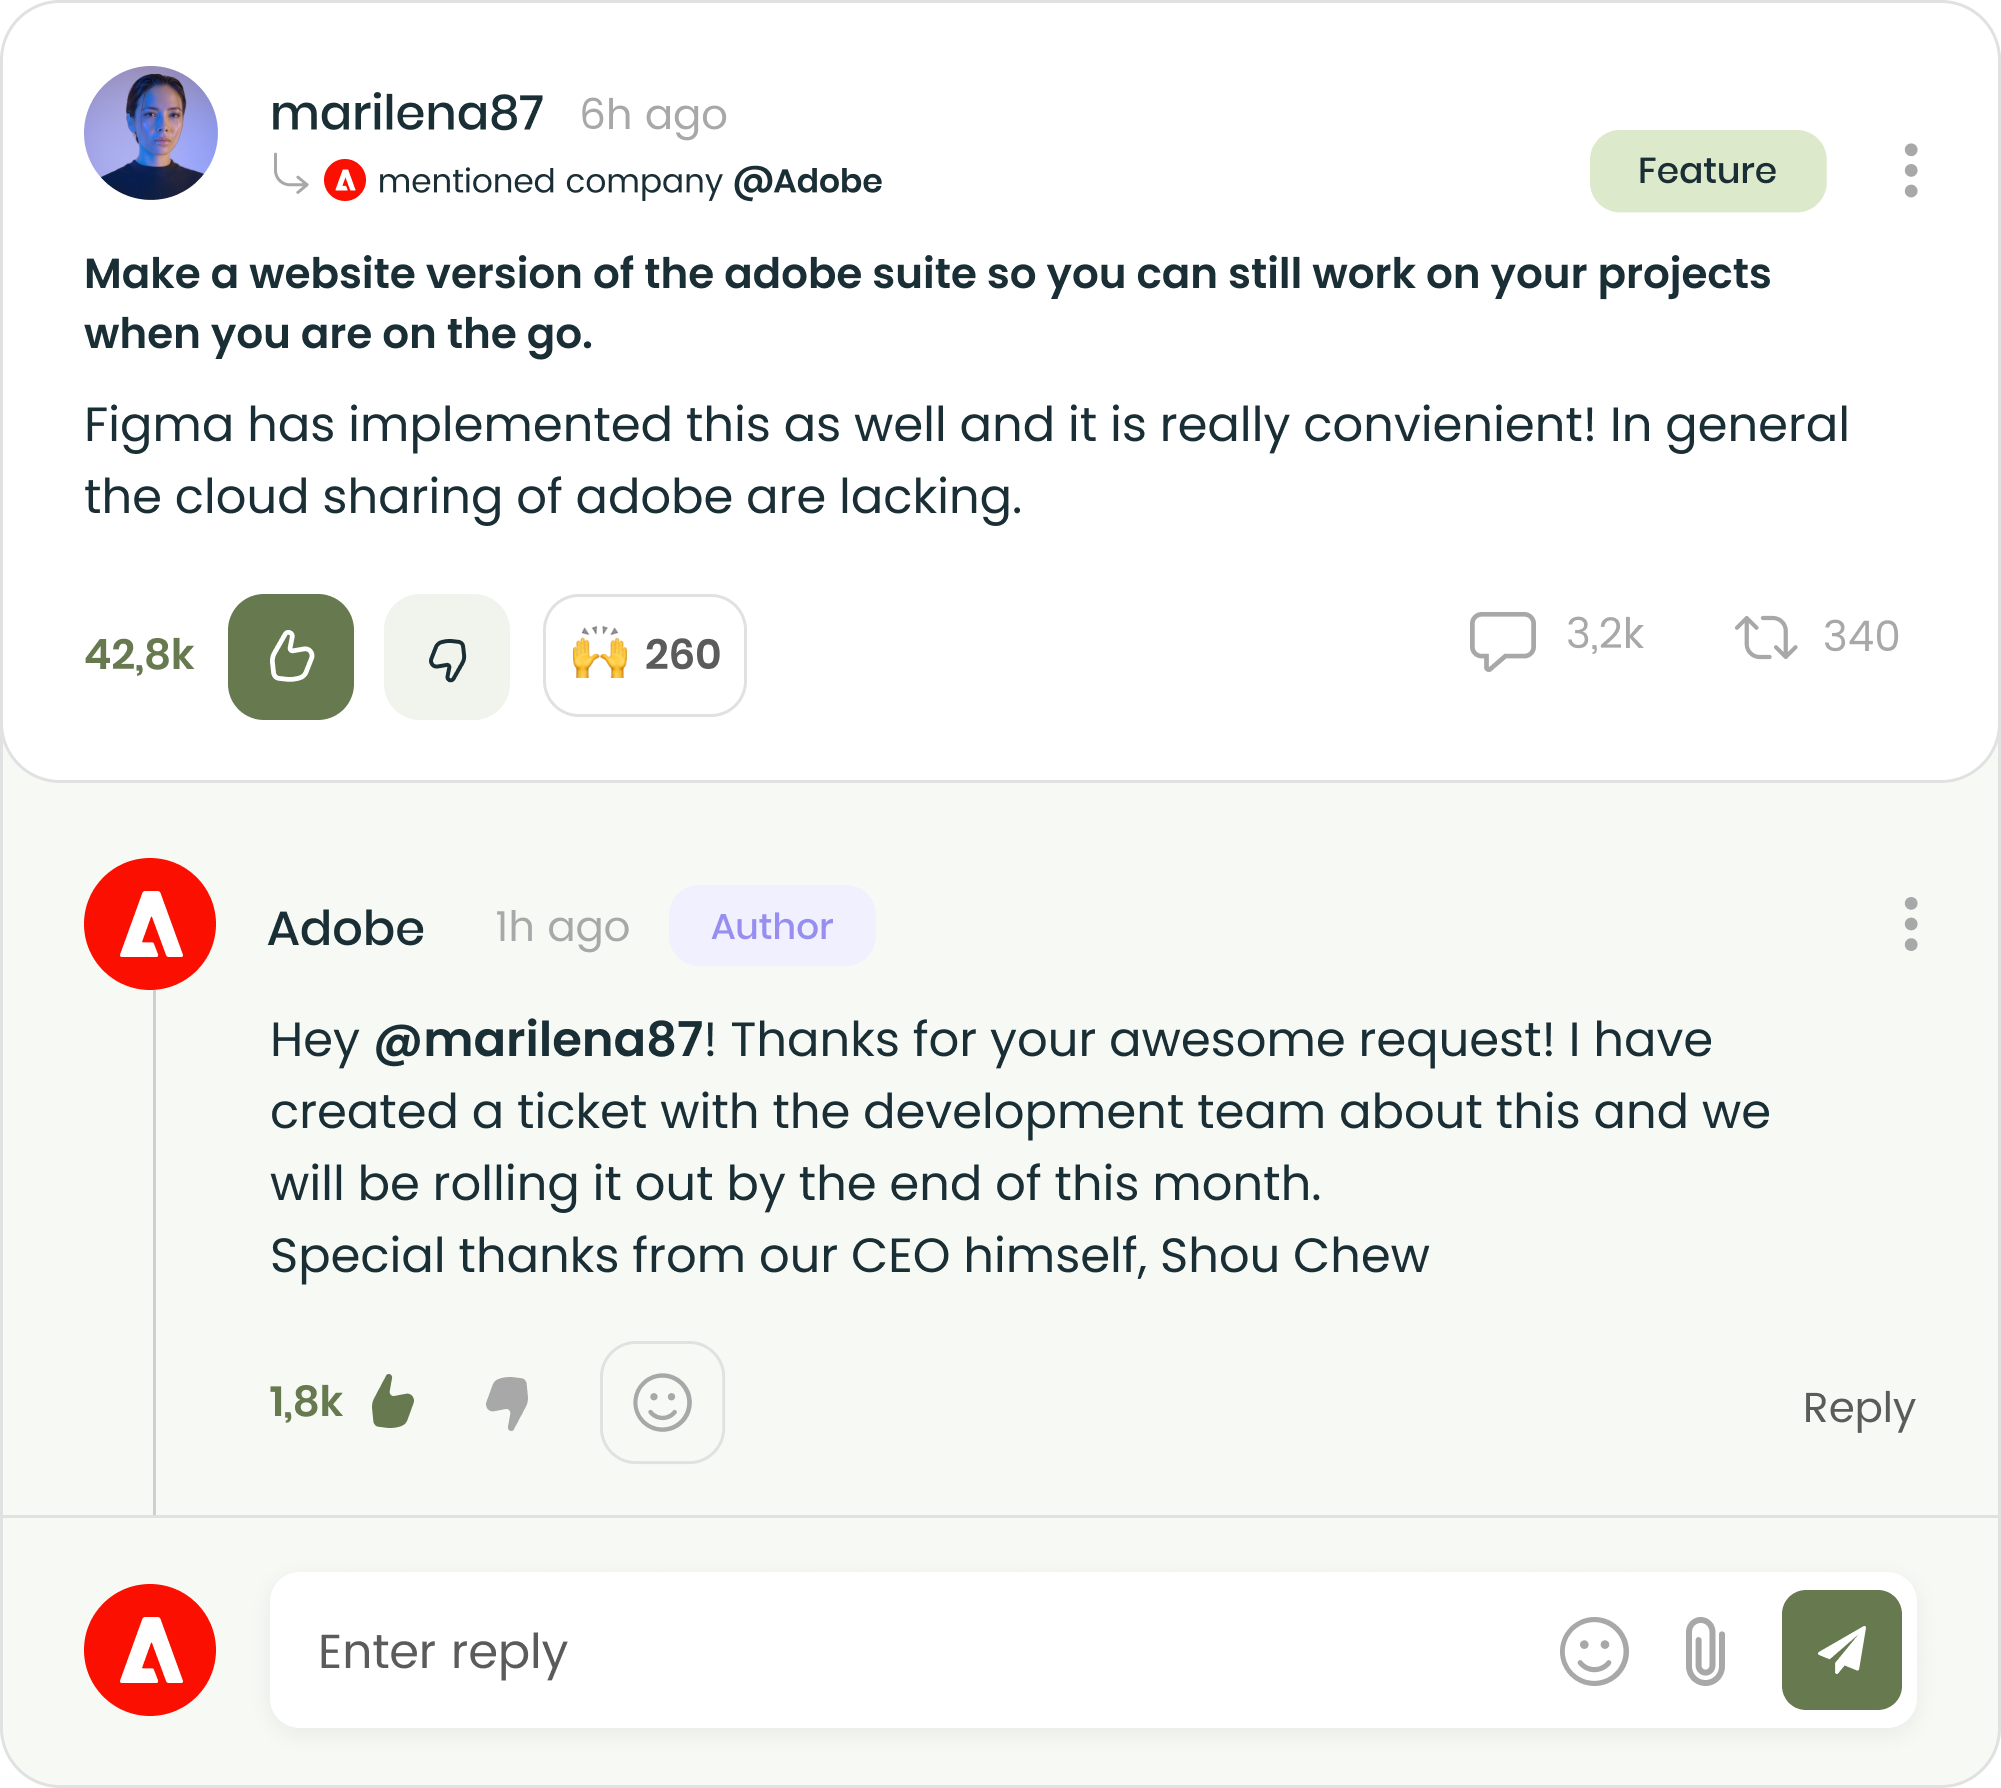 marilena87 6h ago
mentioned company @Adobe
Feature
Make a website version of the adobe suite so you can still work on your projects
when you are on the go.
Figma has implemented this as well and it is really convienient! In general
the cloud sharing of adobe are lacking.
42,8k 260 3,2k 340
Adobe 1h ago Author
Hey @marilena87! Thanks for your awesome request! I have
created a ticket with the development team about this and we
will be rolling it out by the end of this month.
Special thanks from our CEO himself, Shou Chew
1,8k Reply
Enter reply